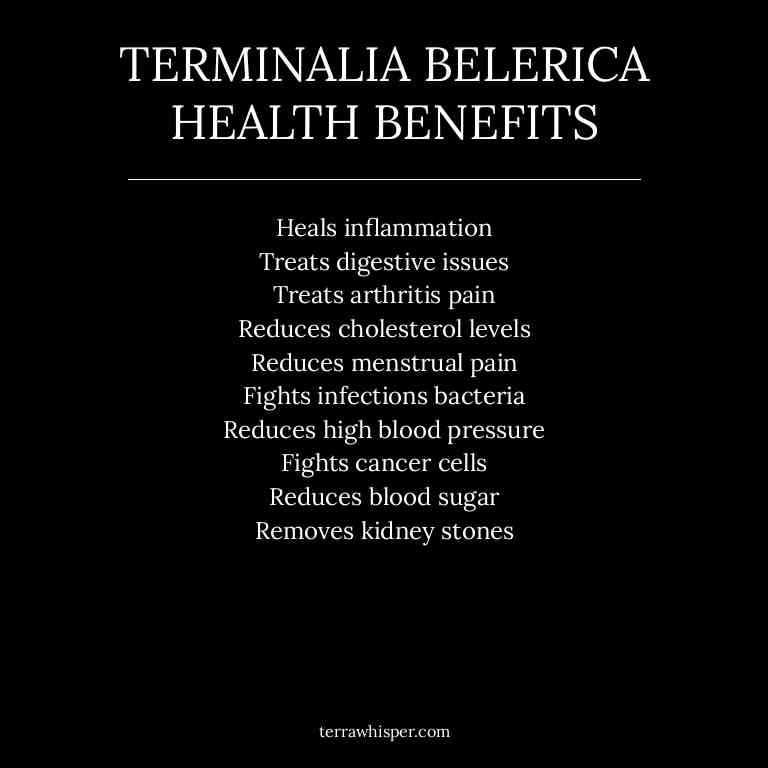 TERMINALIA BELERICA
HEALTH BENEFITS
Heals inflammation
Treats digestive issues
Treats arthritis pain
Reduces cholesterol levels
Reduces menstrual pain
Fights infections bacteria
Reduces high blood pressure
Fights cancer cells
Reduces blood sugar
Removes kidney stones
terrawhisper.com